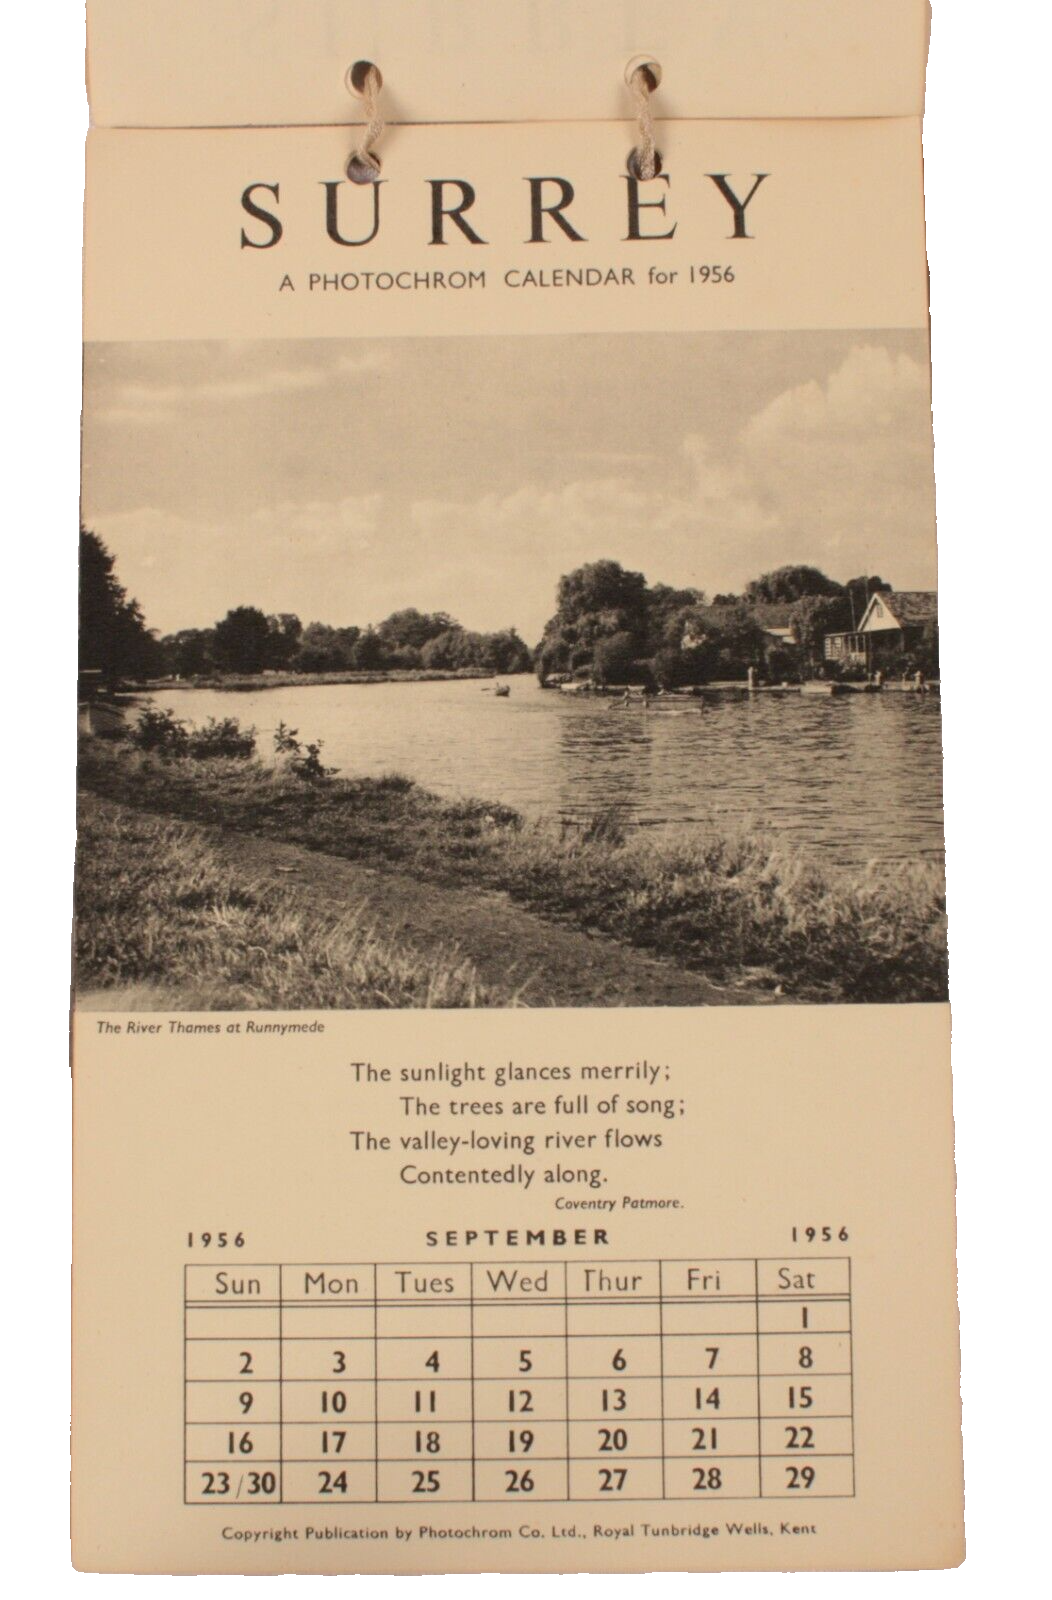 SURREY
A PHOTOCHROM CALENDAR for 1956
The River Thames at Runnymede
The sunlight glances merrily;
The trees are full of song;
The valley-loving river flows
Contentedly along.
Coventry Patmore.
1956 SEPTEMBER 1956
Sun Mon Tues Wed Thur Fri Sat
1
2 3 4 5 6 7 8
9 10 11 12 13 14 15
16 17 18 19 20 21 22
23/30 24 25 26 27 28 29
Copyright Publication by Photochrom Co. Ltd., Royal Tunbridge Wells, Kent